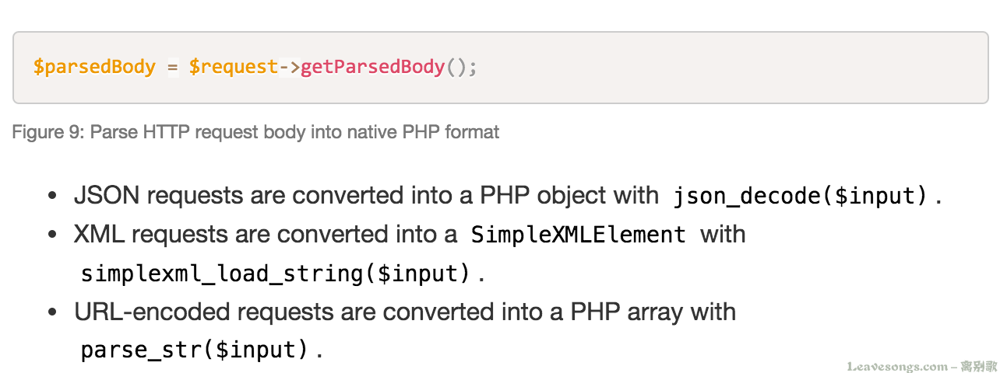 $parsedBody = $request->getParsedBody();
Figure 9: Parse HTTP request body into native PHP format
• JSON requests are converted into a PHP object with json_decode($input).
• XML requests are converted into a SimpleXMLElement with
simplexml_load_string($input).
• URL-encoded requests are converted into a PHP array with
parse_str($input).
Leavesongs.com – 离别歌